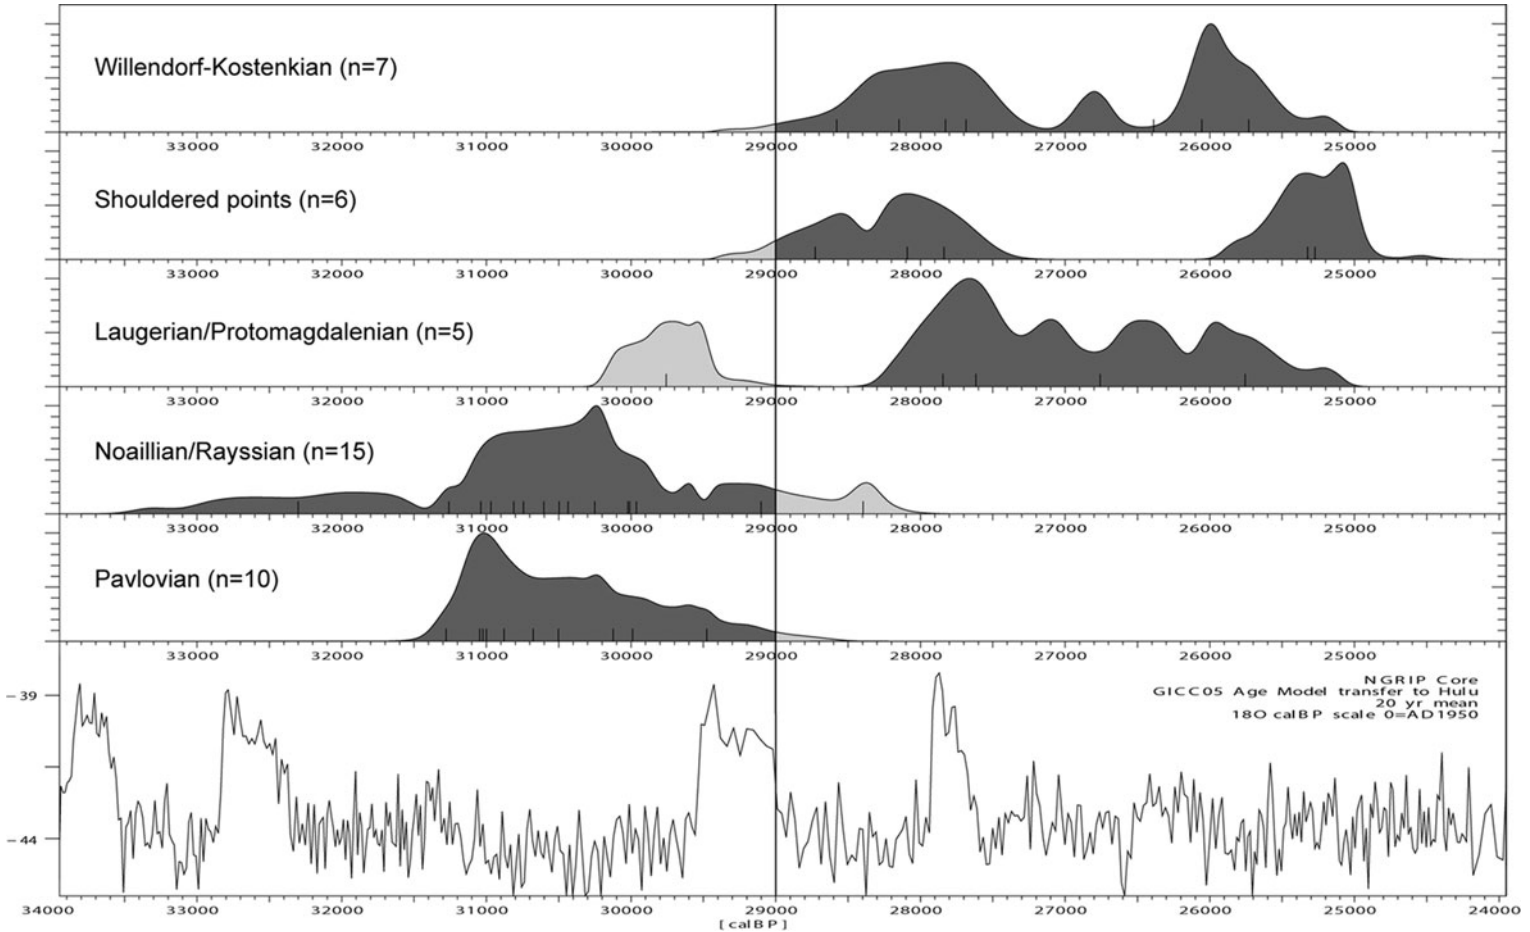 Willendorf-Kostenkian (n=7)
33000 32000 31000 30000 29000 28000 27000 26000 25000
Shouldered points (n=6)
33000 32000 31000 30000 29000 28000 27000 26000 25000
Laugerian/Protomagdalenian (n=5)
33000 32000 31000 30000 29000 28000 27000 26000 25000
Noaillian/Rayssian (n=15)
33000 32000 31000 30000 29000 28000 27000 26000 25000
Pavlovian (n=10)
33000 32000 31000 30000 29000 28000 27000 26000 25000
NGRIP Core
GICC05 Age Model transfer to Hulu
20 yr mean
18O calBP scale 0=AD1950
-39
-44
34000 33000 32000 31000 30000 29000 28000 27000 26000 25000 24000
[calBP]